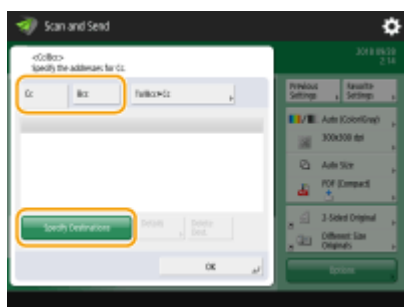 Scan and Send
<Cc/Bcc>
Specify the addresses for Cc.
Cc
Bcc
To/Bcc▶Cc
Specify Destinations
Details
Delete
Dest.
OK
Previous
Settings
Favorite
Settings
Auto (Color/Gray)
300x300 dpi
Auto Size
PDF (Compact)
2-Sided Original
Different Size
Originals
Options